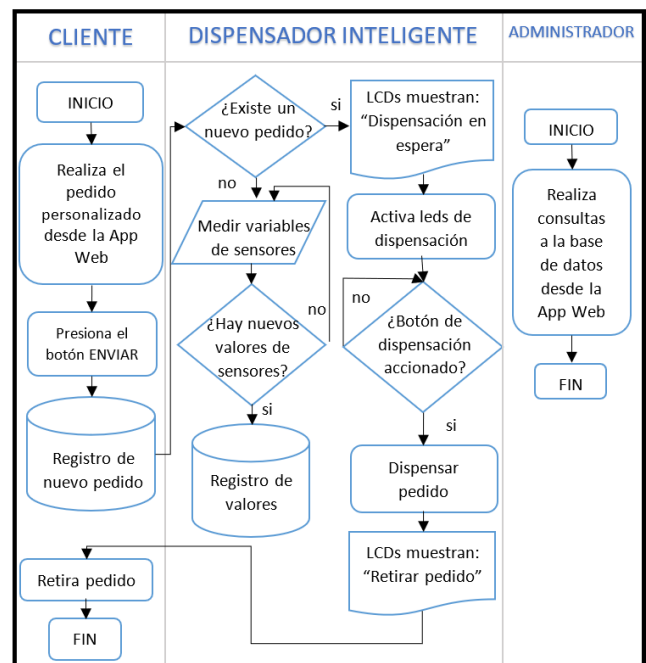 CLIENTE
INICIO
Realiza el
pedido
personalizado
desde la App
Web
Presiona el
botón ENVIAR
Registro de
nuevo pedido
Retira pedido
FIN
DISPENSADOR INTELIGENTE
¿Existe un
nuevo pedido?
si
no
Medir variables
de sensores
¿Hay nuevos
valores de
sensores?
no
si
Registro de
valores
LCDs muestran:
“Dispensación en
espera”
Activa leds de
dispensación
no
¿Botón de
dispensación
accionado?
si
Dispensar
pedido
LCDs muestran:
“Retirar pedido”
ADMINISTRADOR
INICIO
Realiza
consultas
a la base
de datos
desde la
App Web
FIN